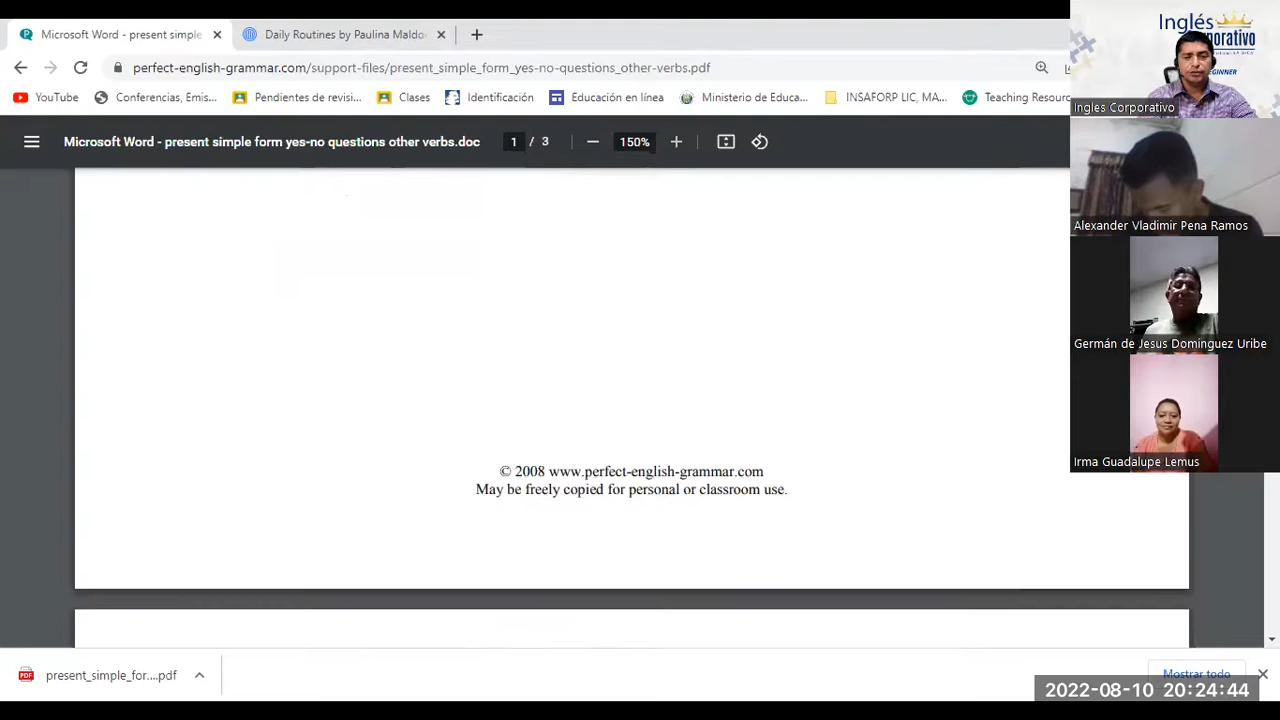 Microsoft Word - present simple
Daily Routines by Paulina Maldo
perfect-english-grammar.com/support-files/present_simple_form_yes-no-questions_other-verbs.pdf
YouTube
Conferencias, Emis...
Pendientes de revisi...
Clases
Identificación
Educación en línea
Ministerio de Educa...
INSAFORP LIC, MA...
Teaching Resourc
Microsoft Word - present simple form yes-no questions other verbs.doc
1 / 3
150%
© 2008 www.perfect-english-grammar.com
May be freely copied for personal or classroom use.
Inglés
BEGINNER
Ingles Corporativo
Alexander Vladimir Pena Ramos
Germán de Jesus Dominguez Uribe
Irma Guadalupe Lemus
PDF
present_simple_for....pdf
Mostrar todo
2022-08-10 20:24:44